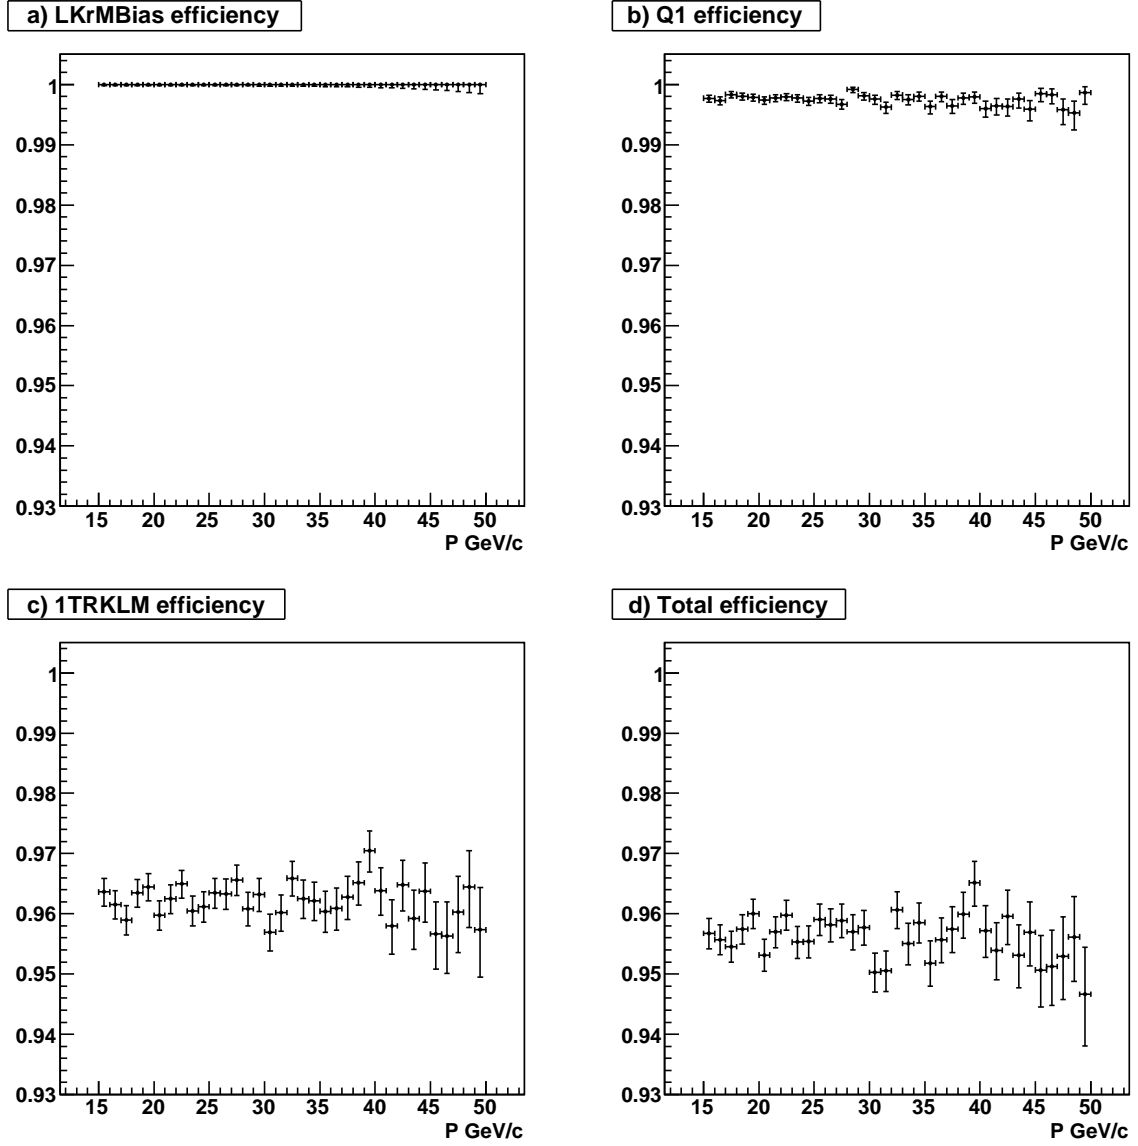 a) LKrMBias efficiency
1
0.99
0.98
0.97
0.96
0.95
0.94
0.93
15 20 25 30 35 40 45 50
P GeV/c
b) Q1 efficiency
1
0.99
0.98
0.97
0.96
0.95
0.94
0.93
15 20 25 30 35 40 45 50
P GeV/c
c) 1TRKLM efficiency
1
0.99
0.98
0.97
0.96
0.95
0.94
0.93
15 20 25 30 35 40 45 50
P GeV/c
d) Total efficiency
1
0.99
0.98
0.97
0.96
0.95
0.94
0.93
15 20 25 30 35 40 45 50
P GeV/c